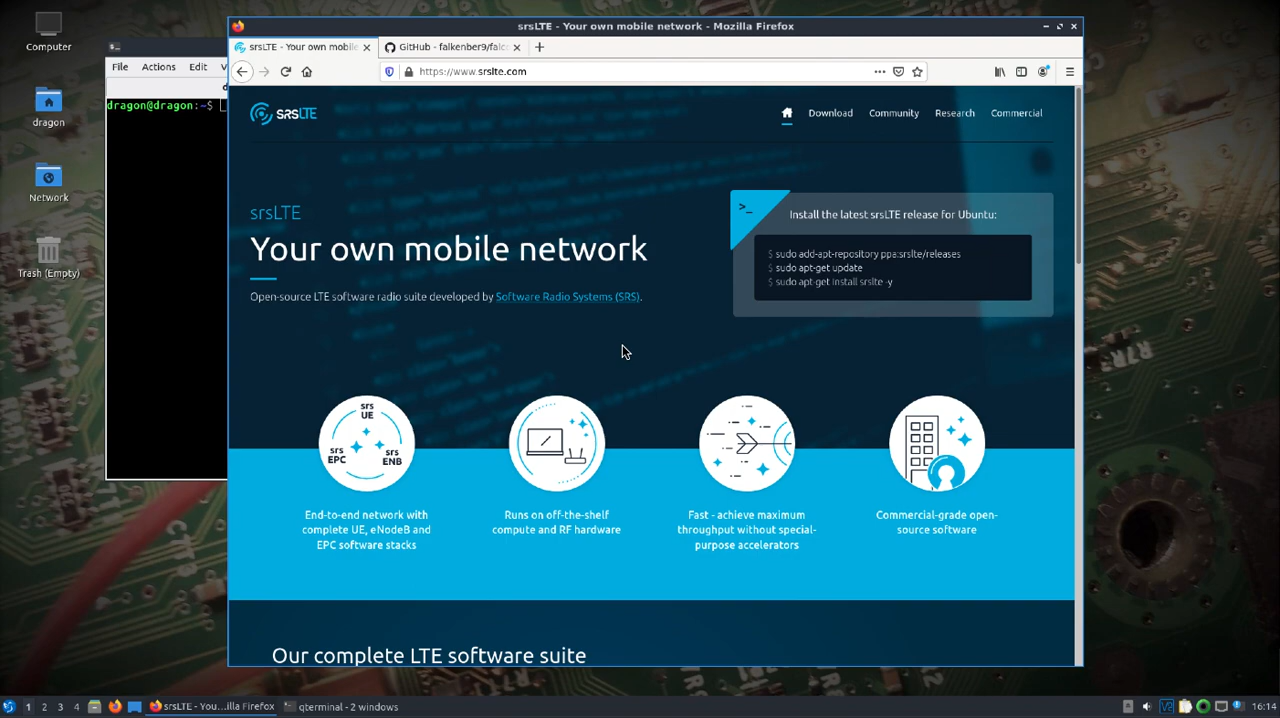 Computer
dragon
Network
Trash (Empty)
File Actions Edit V
dragon@dragon:~$
srsLTE - Your own mobile network - Mozilla Firefox
srsLTE - Your own mobile
GitHub - falkenber9/falco
https://www.srslte.com
SRSLTE
Download Community Research Commercial
srsLTE
Your own mobile network
Open-source LTE software radio suite developed by Software Radio Systems (SRS).
>_
Install the latest srsLTE release for Ubuntu:
$ sudo add-apt-repository ppa:srslte/releases
$ sudo apt-get update
$ sudo apt-get install srslte -y
srs
UE
srs
EPC
srs
ENB
End-to-end network with
complete UE, eNodeB and
EPC software stacks
Runs on off-the-shelf
compute and RF hardware
Fast - achieve maximum
throughput without special-
purpose accelerators
Commercial-grade open-
source software
Our complete LTE software suite
1 2 3 4
srsLTE - You...illa Firefox
qterminal - 2 windows
16:14